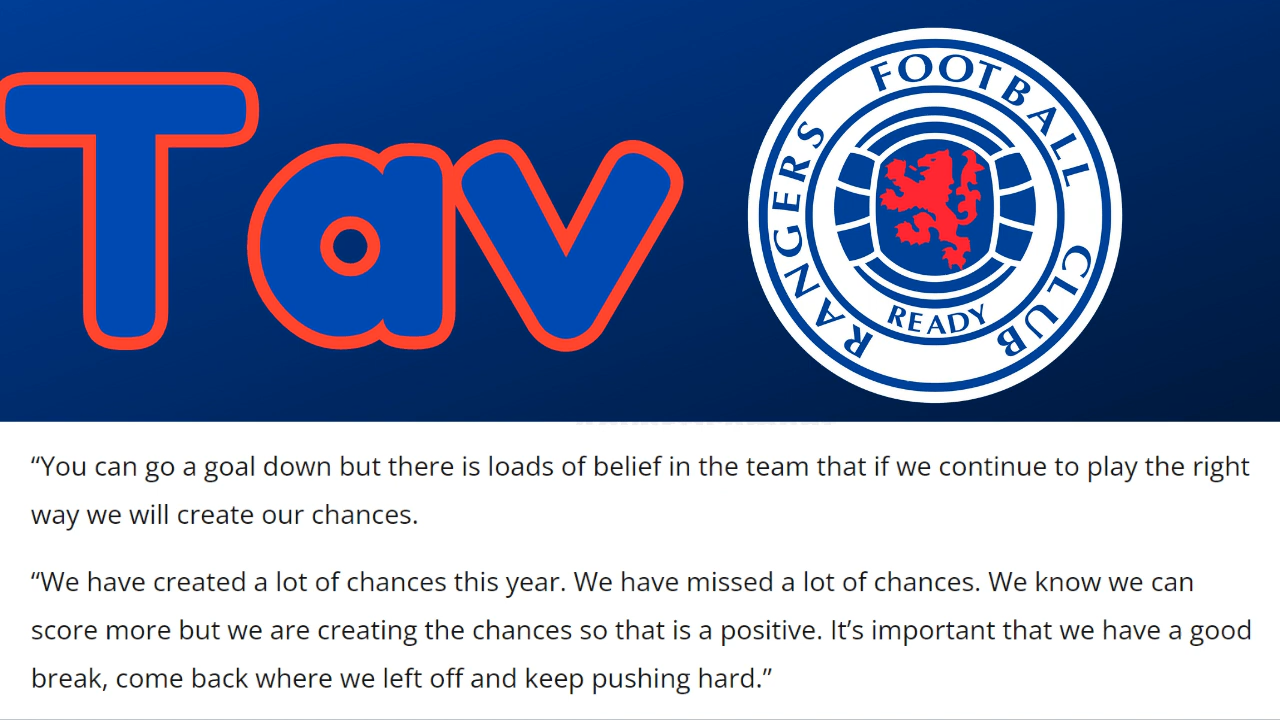 Tav
RANGERS FOOTBALL CLUB
READY
“You can go a goal down but there is loads of belief in the team that if we continue to play the right
way we will create our chances.
“We have created a lot of chances this year. We have missed a lot of chances. We know we can
score more but we are creating the chances so that is a positive. It’s important that we have a good
break, come back where we left off and keep pushing hard.”